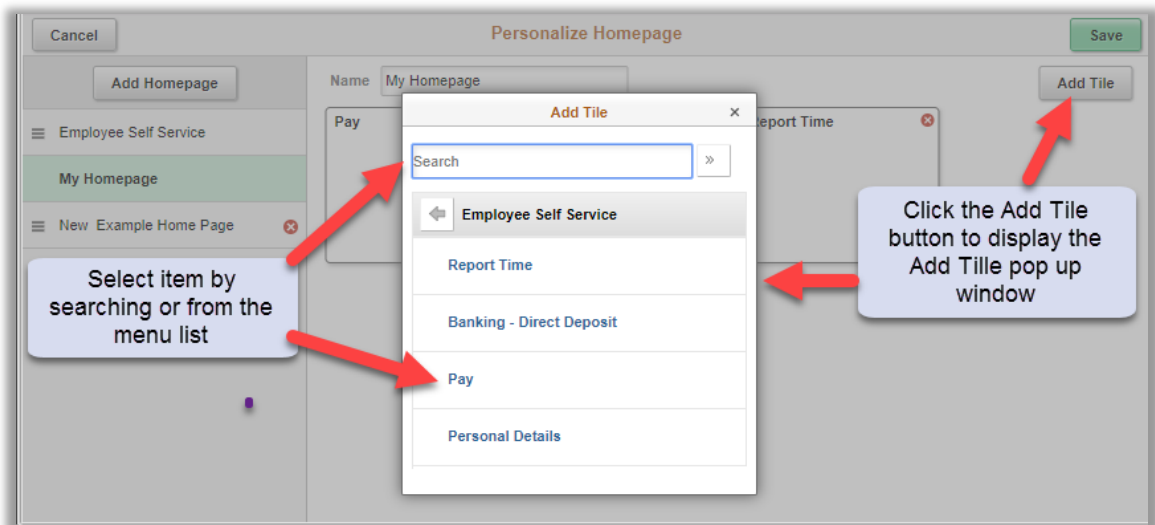 Cancel
Personalize Homepage
Save
Add Homepage
Name
My Homepage
Add Tile
Employee Self Service
My Homepage
New Example Home Page
Pay
Report Time
Add Tile
Search
»
Employee Self Service
Report Time
Banking - Direct Deposit
Pay
Personal Details
Select item by
searching or from the
menu list
Click the Add Tile
button to display the
Add Tille pop up
window